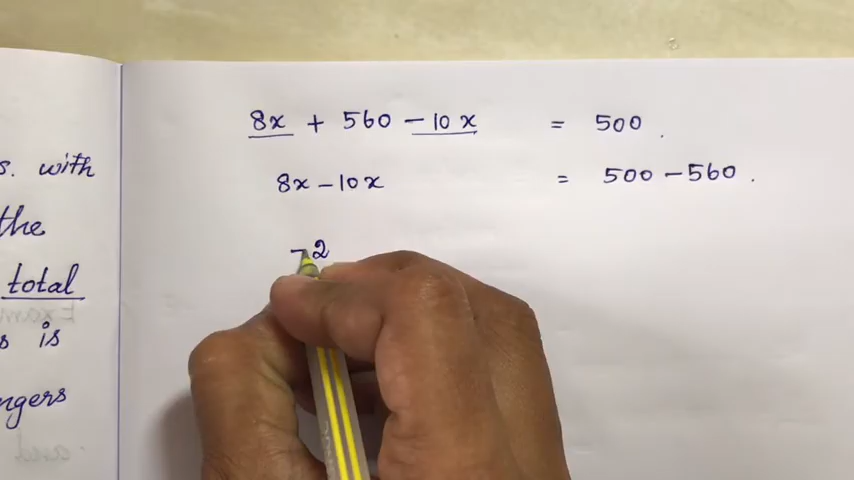 s. with
the
total
s is
ngers
8x + 560 - 10x = 500.
8x - 10x = 500 - 560.
-2